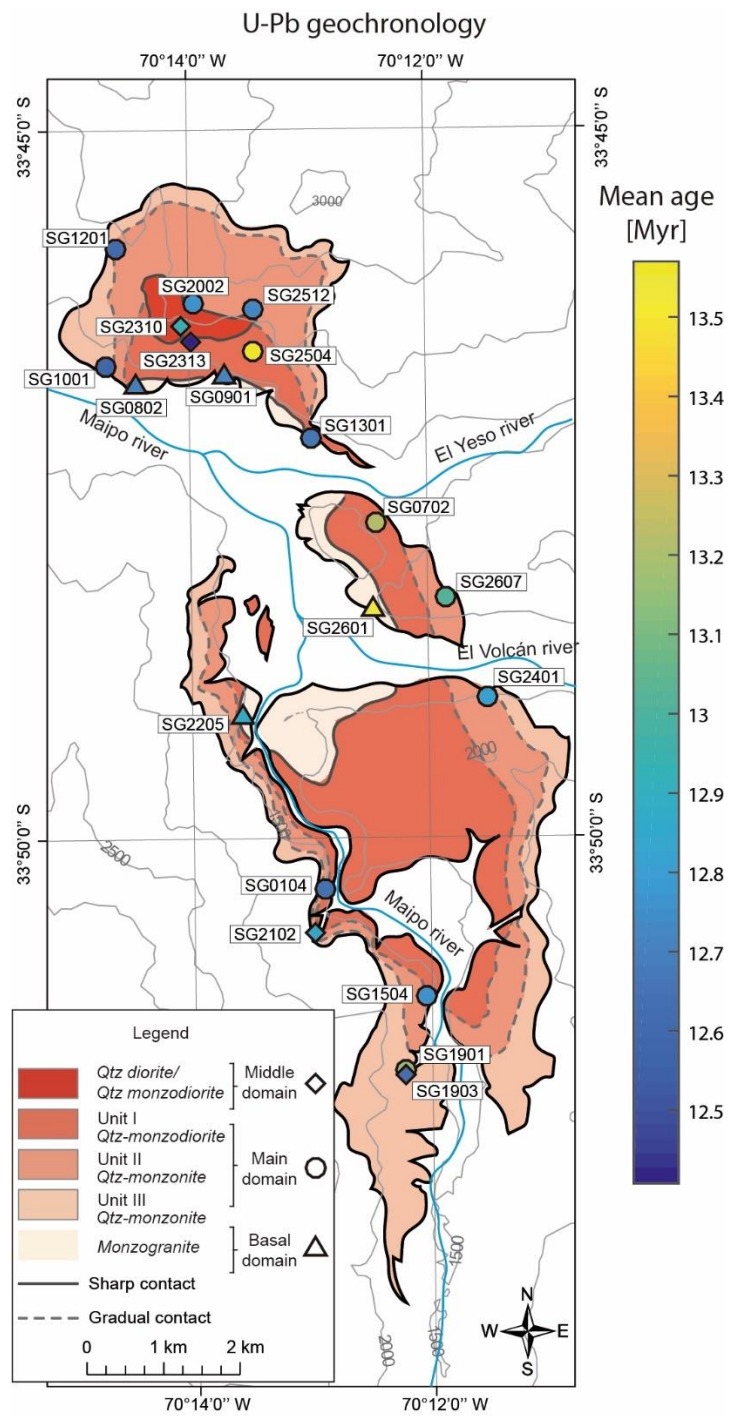 U-Pb geochronology
70°14'0'' W
70°12'0'' W
33°45'0'' S
33°45'0'' S
Mean age
[Myr]
3000
SG1201
SG2002
SG2512
SG2310
SG2313
SG2504
SG1001
SG0802
SG0901
SG1301
Maipo river
El Yeso river
SG0702
SG2607
SG2601
El Volcán river
SG2401
SG2205
2000
1500
2500
33°50'0'' S
33°50'0'' S
SG0104
SG2102
Maipo river
SG1504
SG1901
SG1903
13.5
13.4
13.3
13.2
13.1
13
12.9
12.8
12.7
12.6
12.5
Legend
Qtz diorite/
Qtz monzodiorite
Middle
domain
Unit I
Qtz-monzodiorite
Unit II
Qtz-monzonite
Unit III
Qtz-monzonite
Main
domain
Monzogranite
Basal
domain
Sharp contact
Gradual contact
0 1 km 2 km
1500
2000
1500
N
W E
S
70°14'0'' W
70°12'0'' W